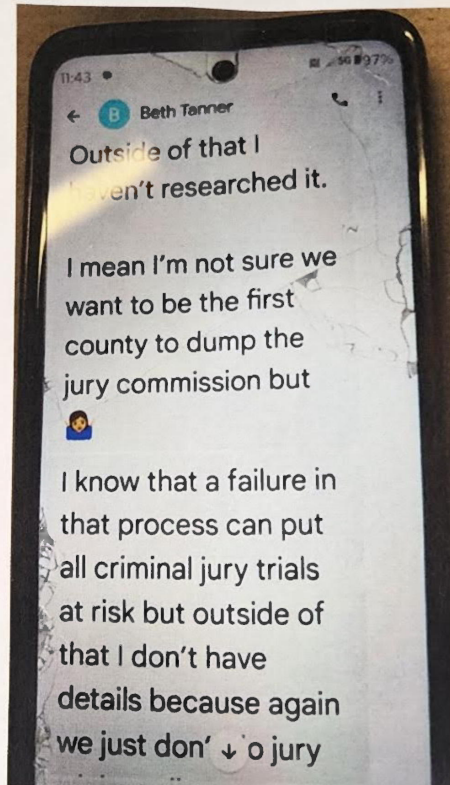 11:43
5G 97%
B Beth Tanner
Outside of that I
haven't researched it.
I mean I'm not sure we
want to be the first
county to dump the
jury commission but
🤷🏽‍♀️
I know that a failure in
that process can put
all criminal jury trials
at risk but outside of
that I don't have
details because again
we just don' o jury